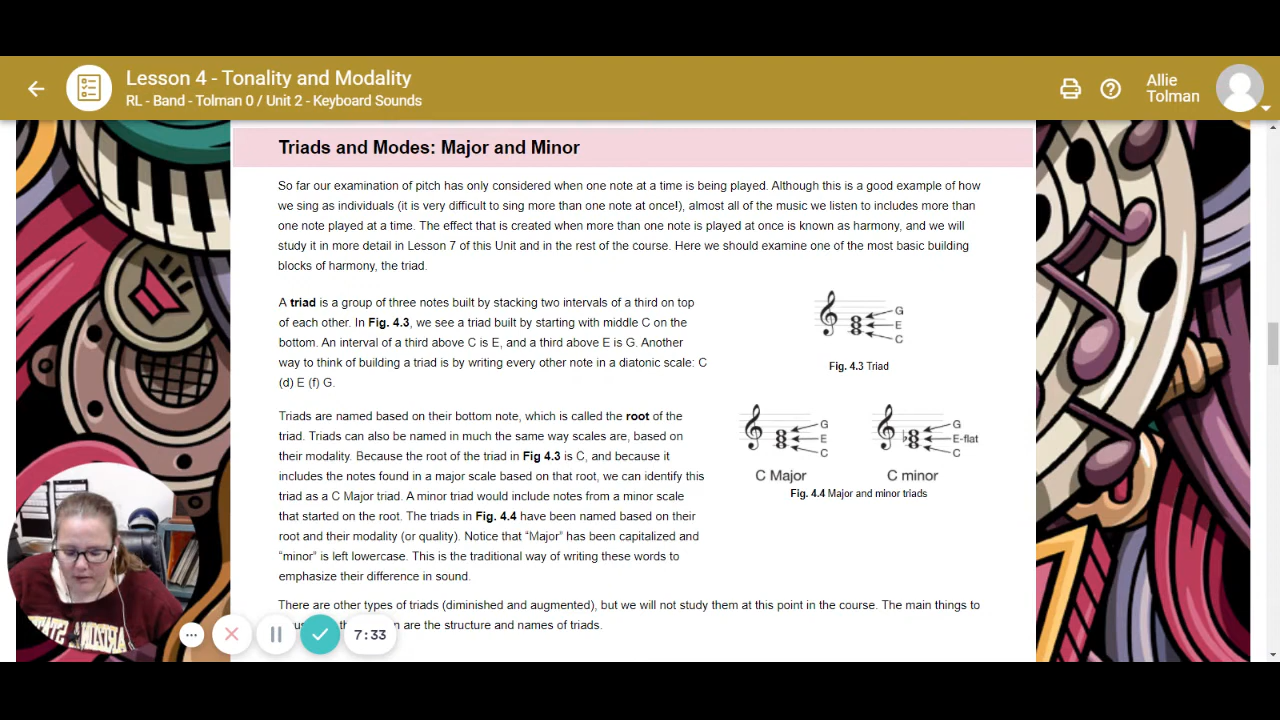 Lesson 4 - Tonality and Modality
RL - Band - Tolman 0 / Unit 2 - Keyboard Sounds
Allie
Tolman
Triads and Modes: Major and Minor
So far our examination of pitch has only considered when one note at a time is being played. Although this is a good example of how
we sing as individuals (it is very difficult to sing more than one note at once!), almost all of the music we listen to includes more than
one note played at a time. The effect that is created when more than one note is played at once is known as harmony, and we will
study it in more detail in Lesson 7 of this Unit and in the rest of the course. Here we should examine one of the most basic building
blocks of harmony, the triad.
A triad is a group of three notes built by stacking two intervals of a third on top
of each other. In Fig. 4.3, we see a triad built by starting with middle C on the
bottom. An interval of a third above C is E, and a third above E is G. Another
way to think of building a triad is by writing every other note in a diatonic scale: C
(d) E (f) G.
G
E
C
Fig. 4.3 Triad
Triads are named based on their bottom note, which is called the root of the
triad. Triads can also be named in much the same way scales are, based on
their modality. Because the root of the triad in Fig 4.3 is C, and because it
includes the notes found in a major scale based on that root, we can identify this
triad as a C Major triad. A minor triad would include notes from a minor scale
that started on the root. The triads in Fig. 4.4 have been named based on their
root and their modality (or quality). Notice that “Major” has been capitalized and
“minor” is left lowercase. This is the traditional way of writing these words to
emphasize their difference in sound.
G
E
C
C Major
G
E-flat
C
C minor
Fig. 4.4 Major and minor triads
There are other types of triads (diminished and augmented), but we will not study them at this point in the course. The main things to
are the structure and names of triads.
7:33